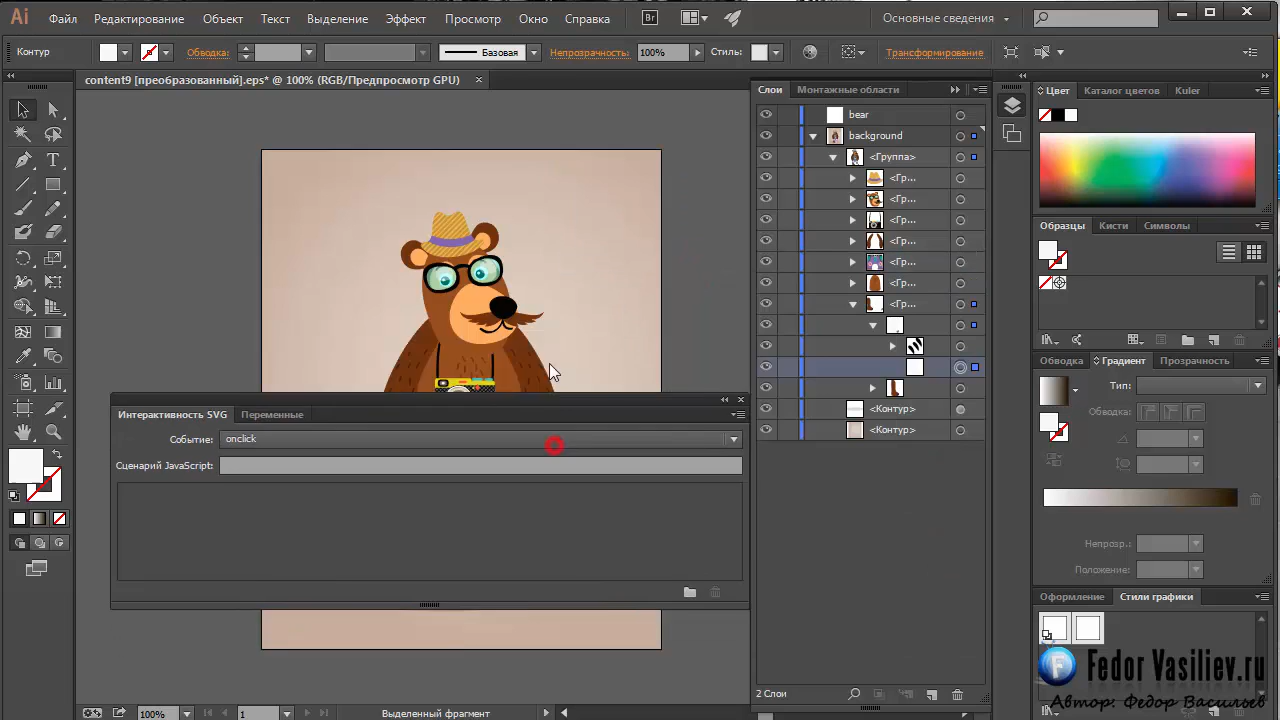 Ai Файл Редактирование Объект Текст Выделение Эффект Просмотр Окно Справка Br Основные сведения
Контур Обводка: Базовая Непрозрачность: 100% Стиль: Трансформирование
content9 [преобразованный].eps* @ 100% (RGB/Предпросмотр GPU)
Слои Монтажные области
bear
background
<Группа>
<Гр...
<Гр...
<Гр...
<Гр...
<Гр...
<Гр...
<Гр...
<Контур>
<Контур>
2 Слои
Цвет Каталог цветов Kuler
Образцы Кисти Символы
Обводка Градиент Прозрачность
Тип:
Обводка:
Непрозр.:
Положение:
Оформление Стили графики
Интерактивность SVG Переменные
Событие: onclick
Сценарий JavaScript:
100% 1 Выделенный фрагмент
Fedor Vasiliev.ru
Автор: Федор Васильев